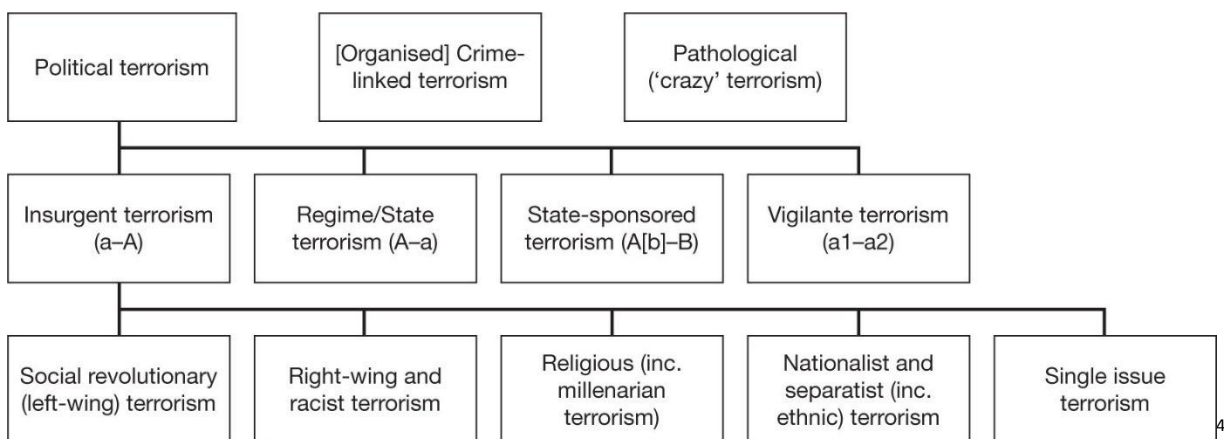 Political terrorism
[Organised] Crime-
linked terrorism
Pathological
(‘crazy’ terrorism)
Insurgent terrorism
(a–A)
Regime/State
terrorism (A–a)
State-sponsored
terrorism (A[b]–B)
Vigilante terrorism
(a1–a2)
Social revolutionary
(left-wing) terrorism
Right-wing and
racist terrorism
Religious (inc.
millenarian
terrorism)
Nationalist and
separatist (inc.
ethnic) terrorism
Single issue
terrorism
4